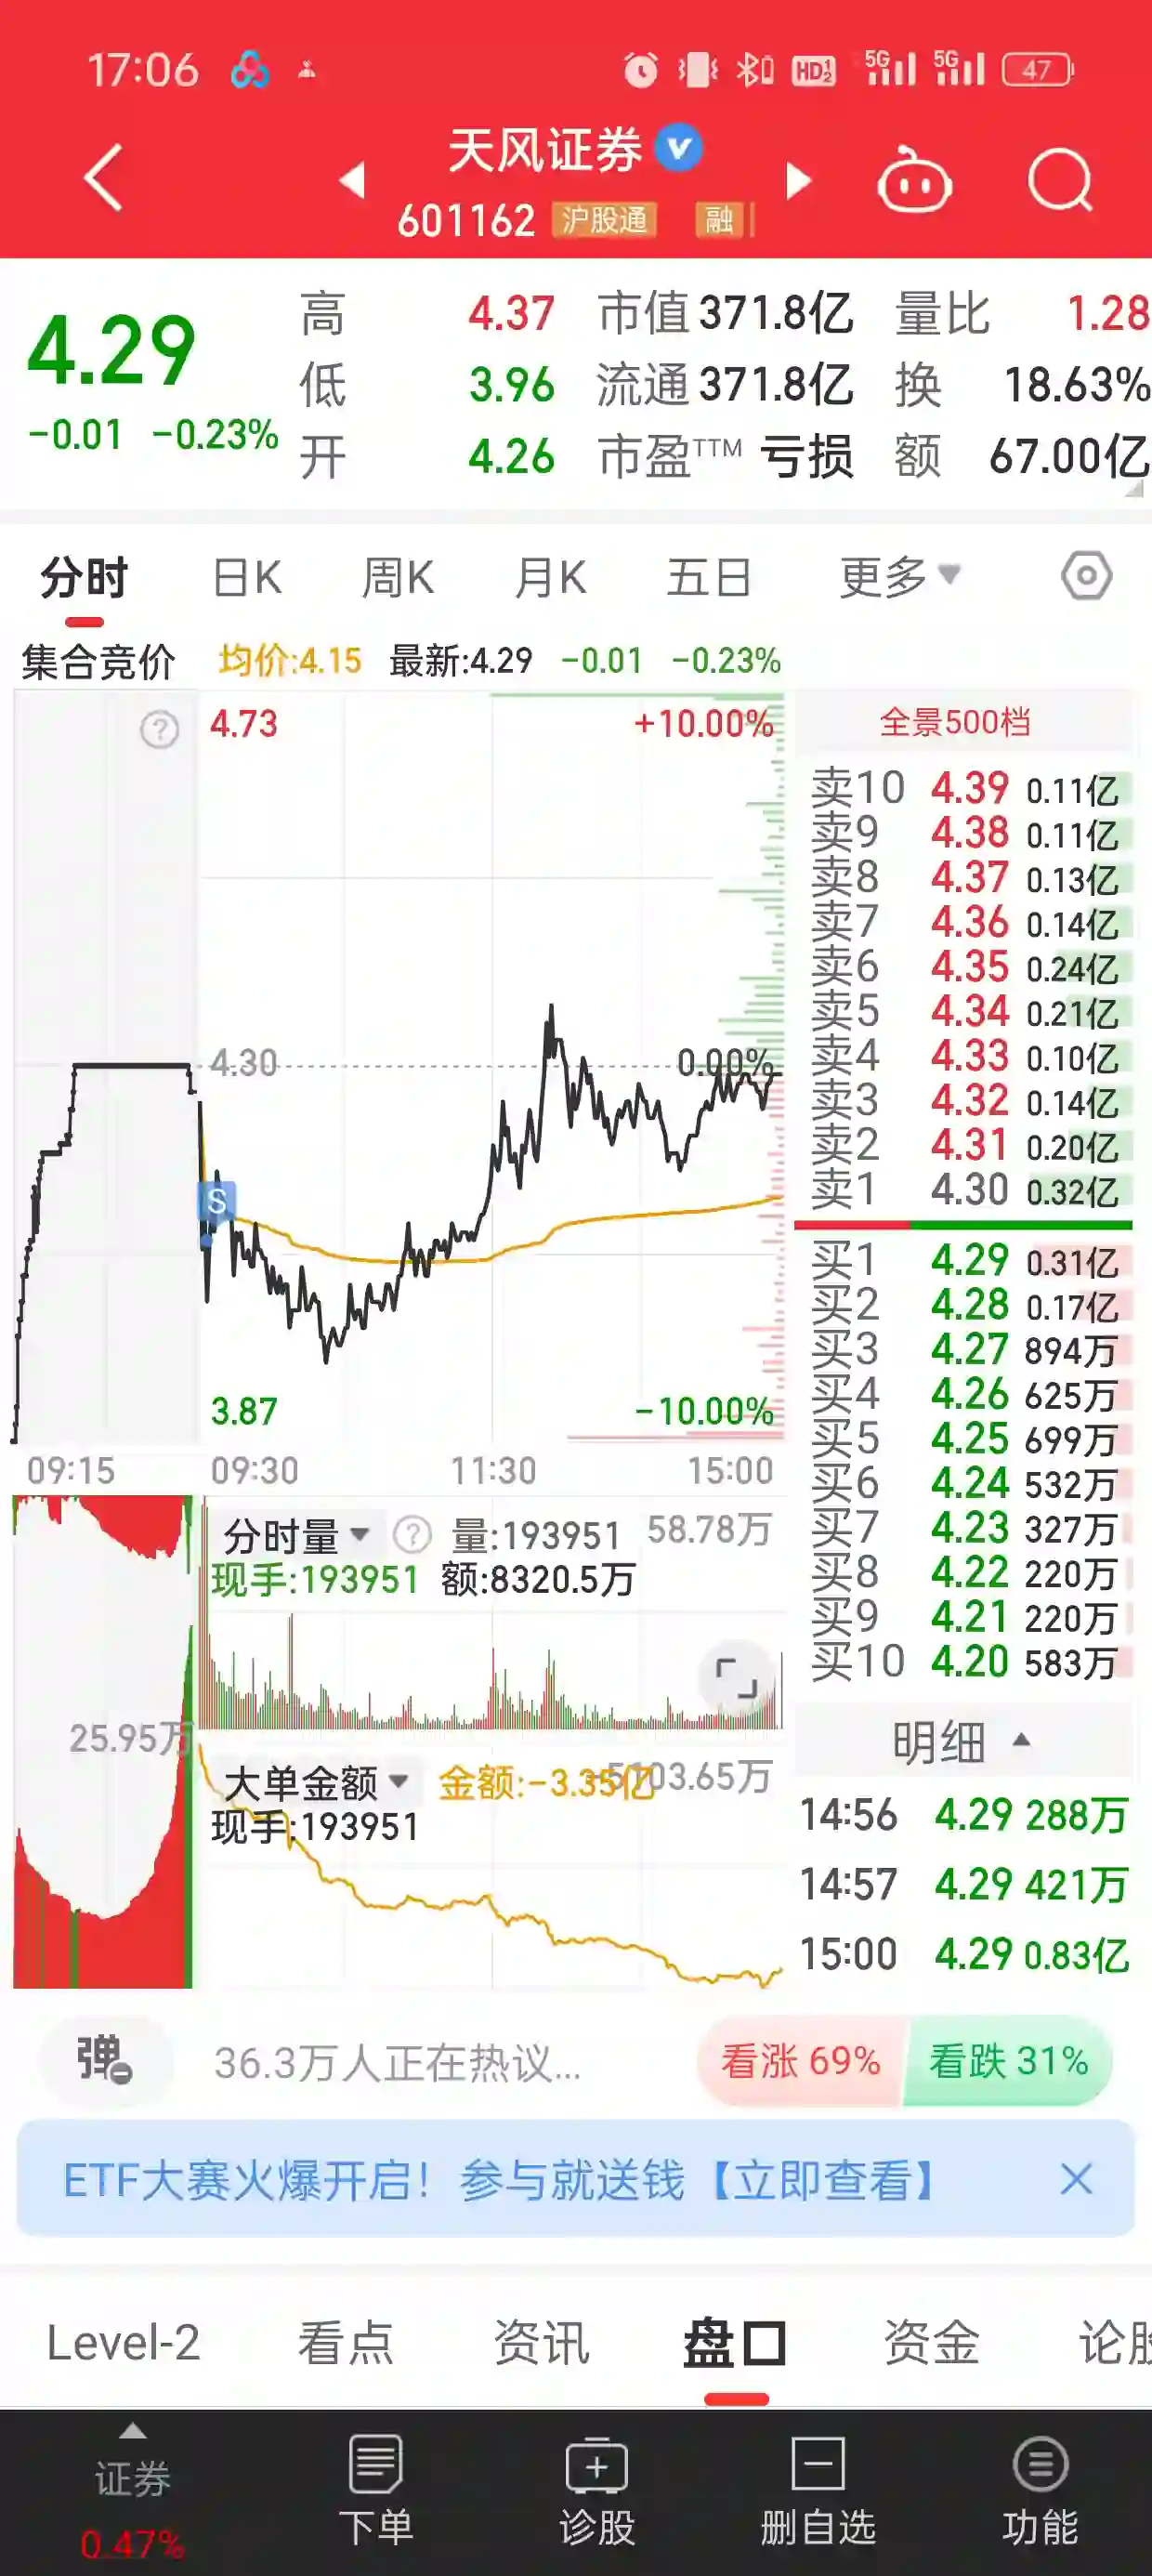 17:06 HD 1 2 5G 5G 47
天风证券
601162 沪股通 融
4.29
-0.01 -0.23%
高 4.37 市值 371.8亿 量比 1.28
低 3.96 流通 371.8亿 换 18.63%
开 4.26 市盈TTM 亏损 额 67.00亿
分时 日K 周K 月K 五日 更多
集合竞价 均价:4.15 最新:4.29 -0.01 -0.23%
? 4.73 +10.00%
4.30 0.00%
S
3.87 -10.00%
09:15 09:30 11:30 15:00
全景500档
卖10 4.39 0.11亿
卖9 4.38 0.11亿
卖8 4.37 0.13亿
卖7 4.36 0.14亿
卖6 4.35 0.24亿
卖5 4.34 0.21亿
卖4 4.33 0.10亿
卖3 4.32 0.14亿
卖2 4.31 0.20亿
卖1 4.30 0.32亿
买1 4.29 0.31亿
买2 4.28 0.17亿
买3 4.27 894万
买4 4.26 625万
买5 4.25 699万
买6 4.24 532万
买7 4.23 327万
买8 4.22 220万
买9 4.21 220万
买10 4.20 583万
分时量 ? 量:193951 58.78万
现手:193951 额:8320.5万
25.95万
大单金额 金额:-3.35亿 03.65万
现手:193951
明细
14:56 4.29 288万
14:57 4.29 421万
15:00 4.29 0.83亿
弹 36.3万人正在热议... 看涨 69% 看跌 31%
ETF大赛火爆开启！参与就送钱【立即查看】
Level-2 看点 资讯 盘口 资金 论股
证券 下单 诊股 删自选 功能
0.47%